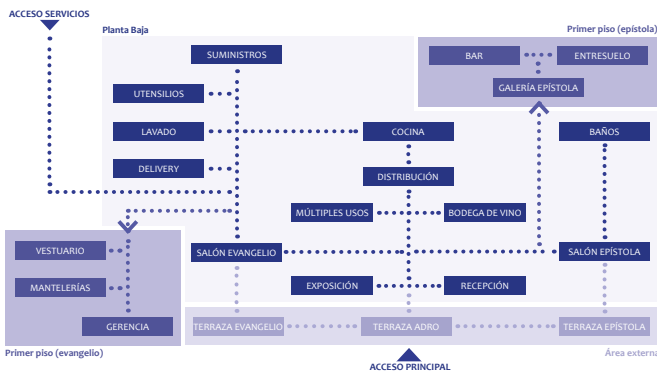 ACCESO SERVICIOS
Planta Baja
Primer piso (epístola)
SUMINISTROS
BAR
ENTRESUELO
UTENSILIOS
GALERÍA EPÍSTOLA
LAVADO
COCINA
BAÑOS
DELIVERY
DISTRIBUCIÓN
MÚLTIPLES USOS
BODEGA DE VINO
VESTUARIO
SALÓN EVANGELIO
SALÓN EPÍSTOLA
MANTELERÍAS
EXPOSICIÓN
RECEPCIÓN
GERENCIA
TERRAZA EVANGELIO
TERRAZA ADRO
TERRAZA EPÍSTOLA
Primer piso (evangelio)
Área externa
ACCESO PRINCIPAL